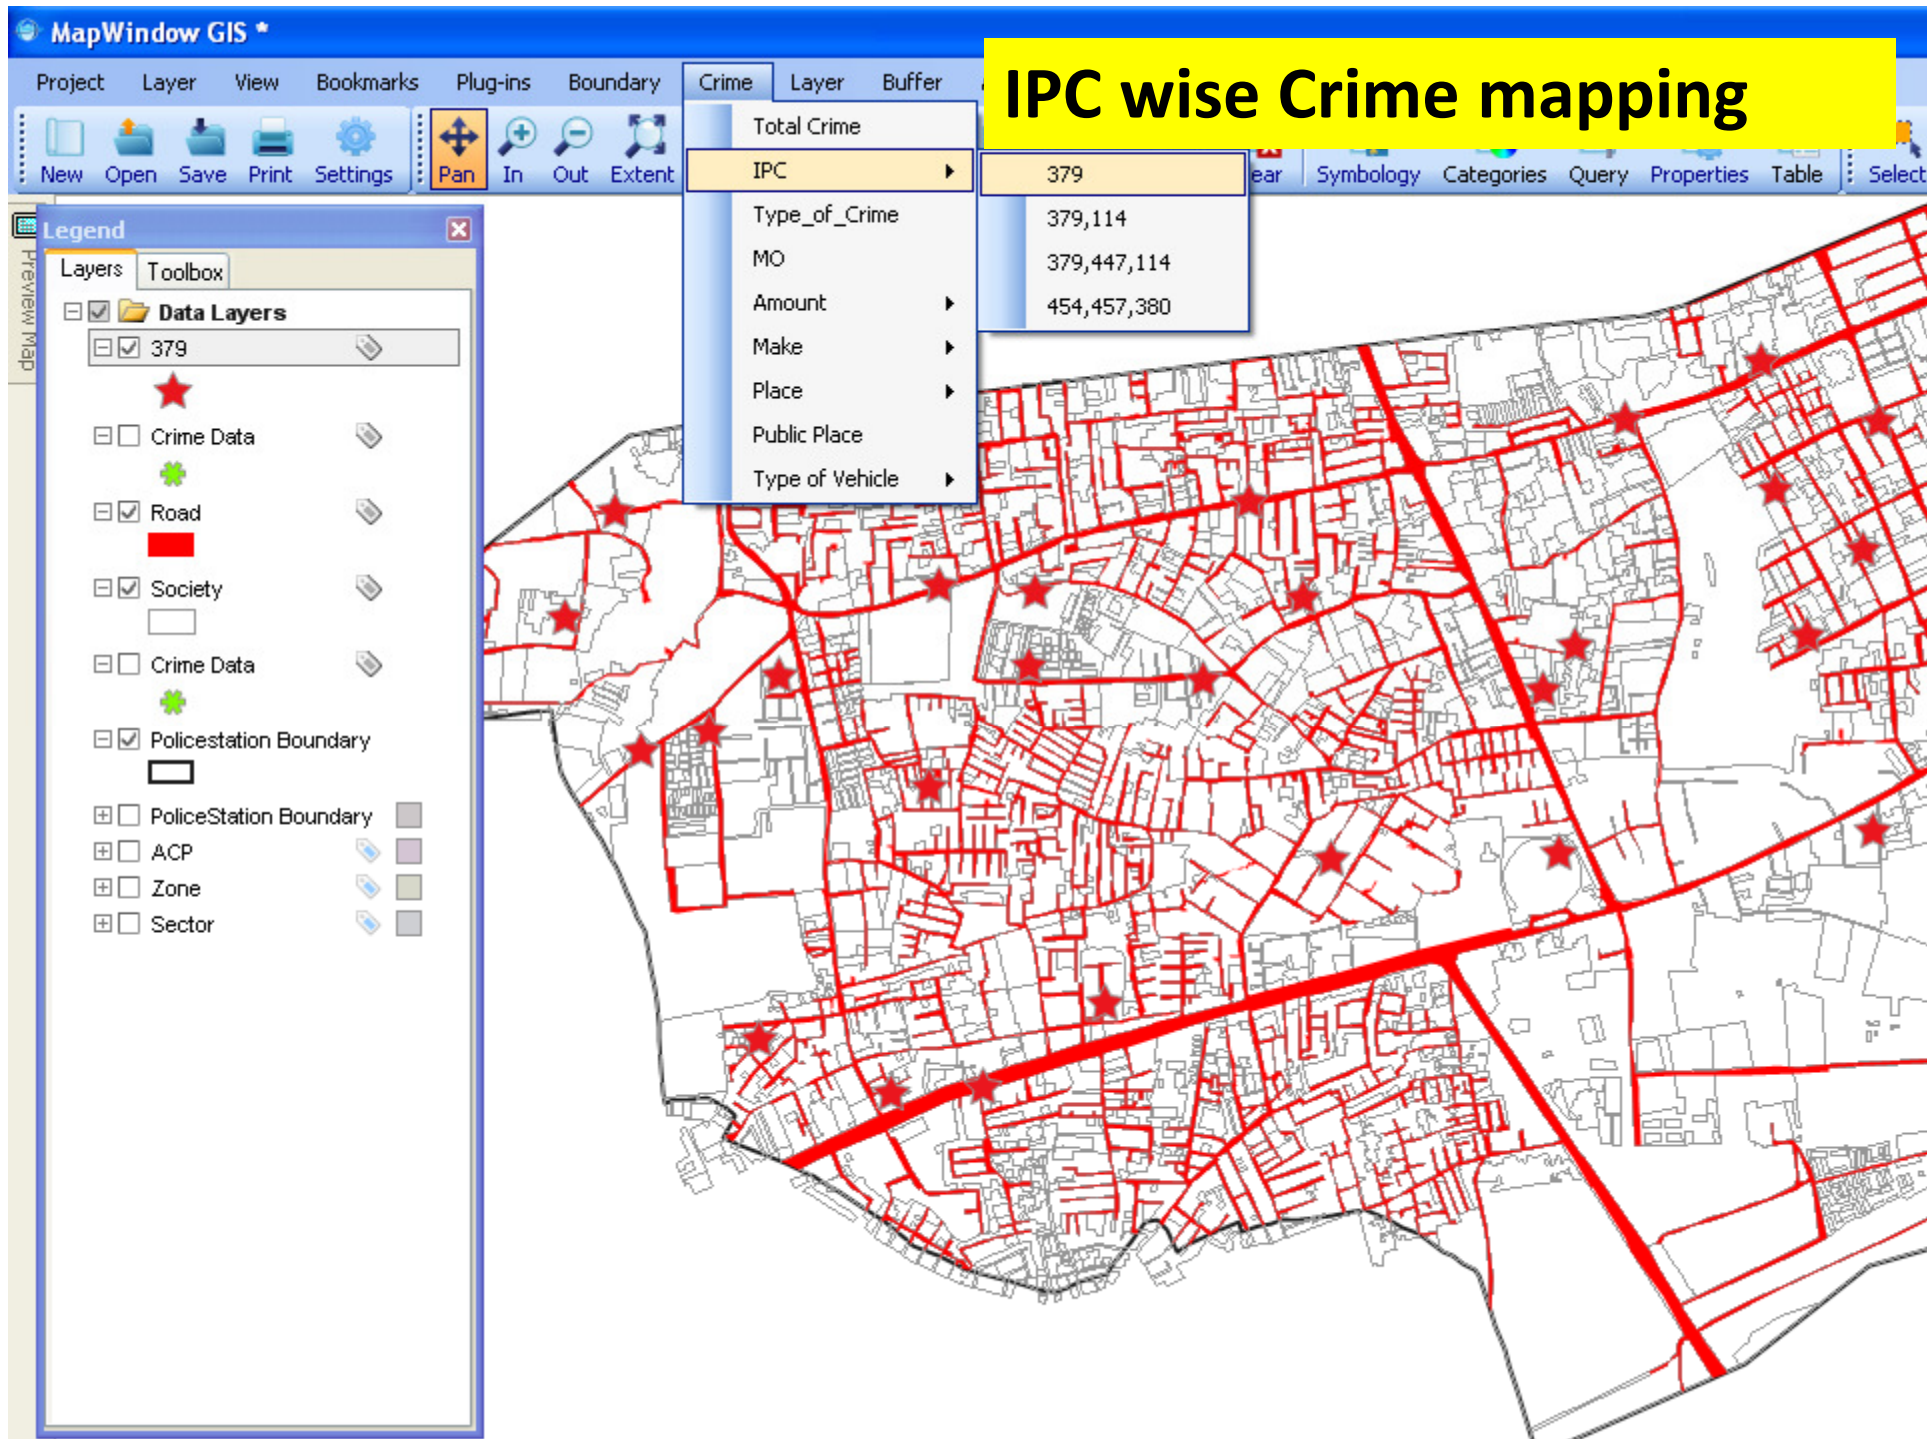 MapWindow GIS *
IPC wise Crime mapping
Project Layer View Bookmarks Plug-ins Boundary Crime Layer Buffer
New Open Save Print Settings Pan In Out Extent Symbology Categories Query Properties Table Select
Total Crime
IPC
Type_of_Crime
MO
Amount
Make
Place
Public Place
Type of Vehicle
379
379,114
379,447,114
454,457,380
Preview Map
Legend
Layers Toolbox
Data Layers
379
Crime Data
Road
Society
Crime Data
Policestation Boundary
PoliceStation Boundary
ACP
Zone
Sector